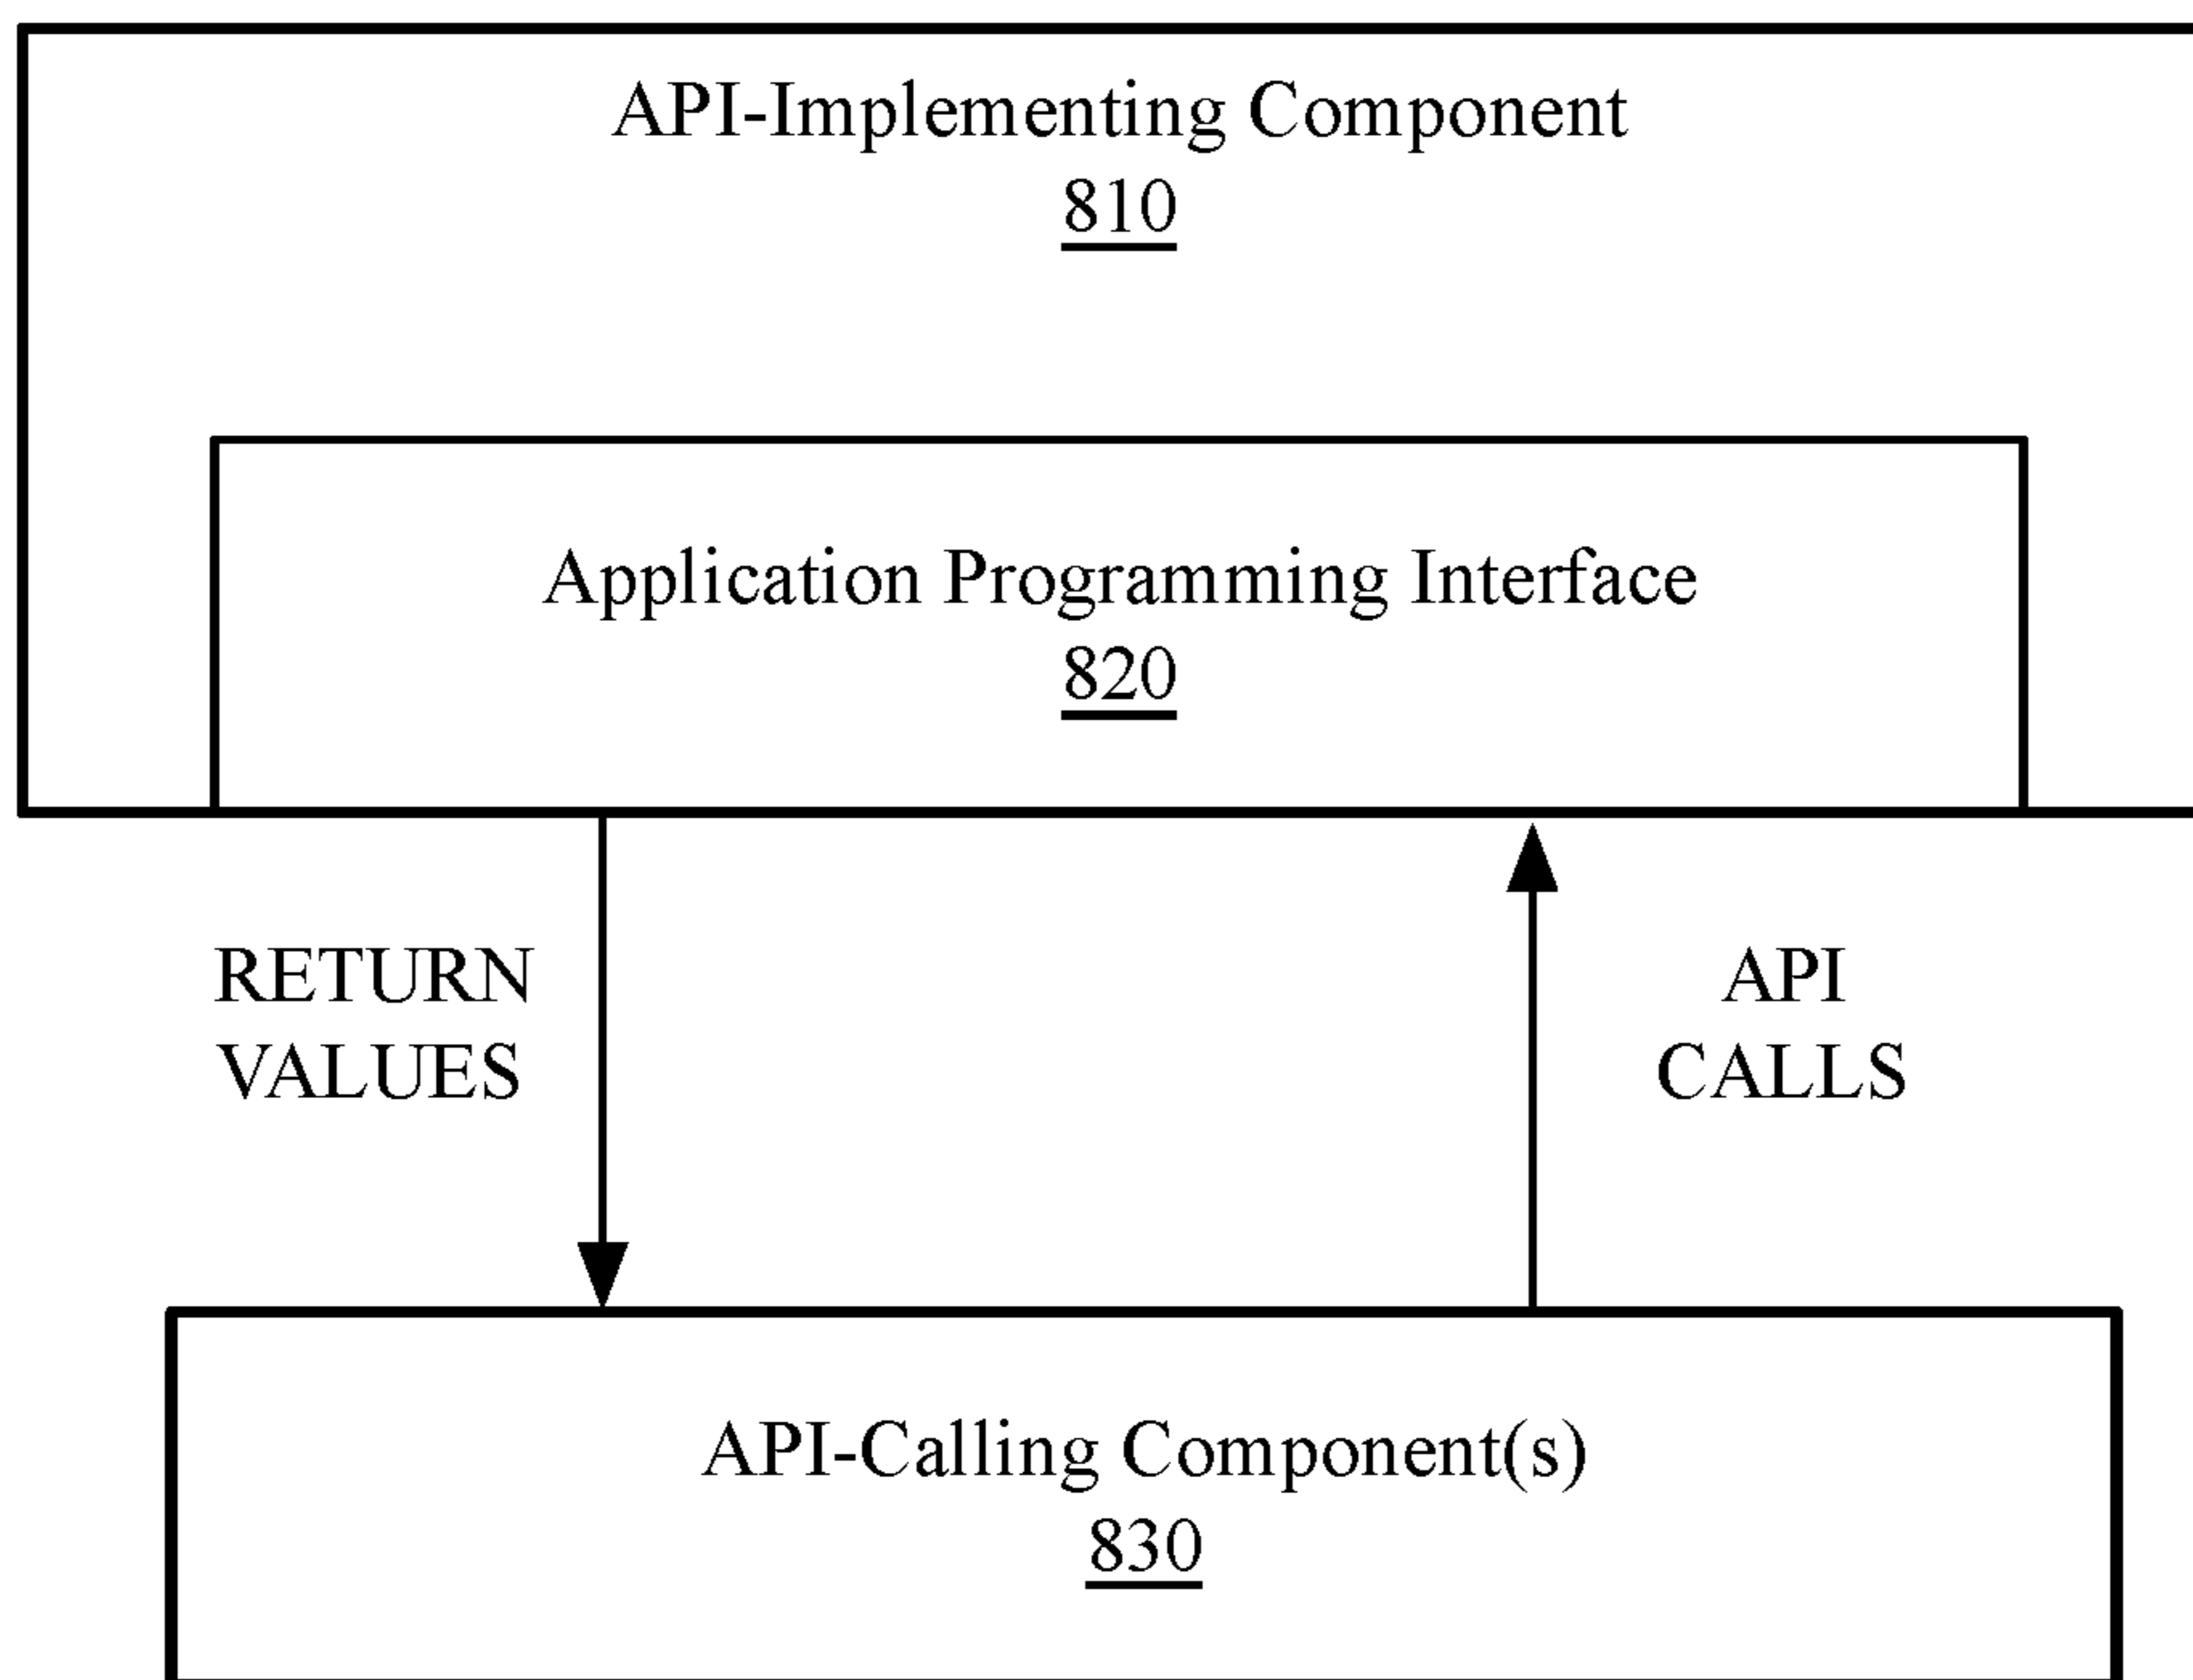 API-Implementing Component
810
Application Programming Interface
820
RETURN
VALUES
API
CALLS
API-Calling Component(s)
830